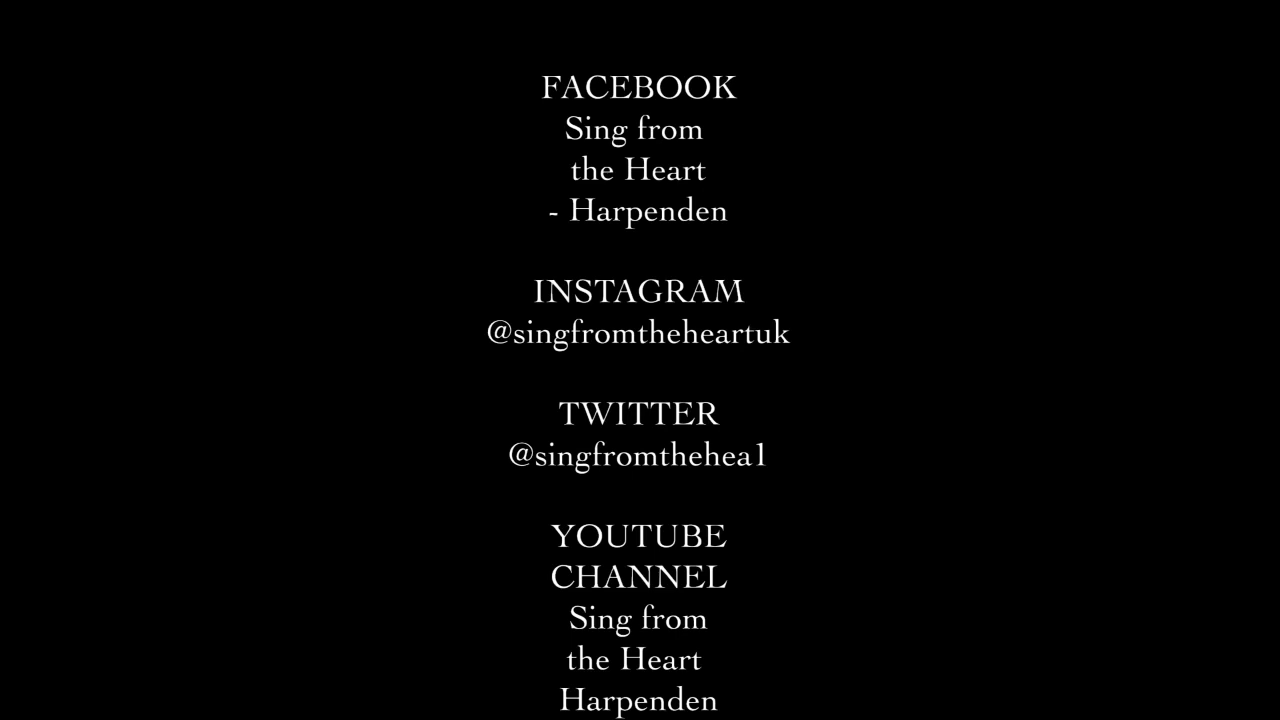 FACEBOOK
Sing from
the Heart
- Harpenden
INSTAGRAM
@singfromtheheartuk
TWITTER
@singfromthehea1
YOUTUBE
CHANNEL
Sing from
the Heart
Harpenden